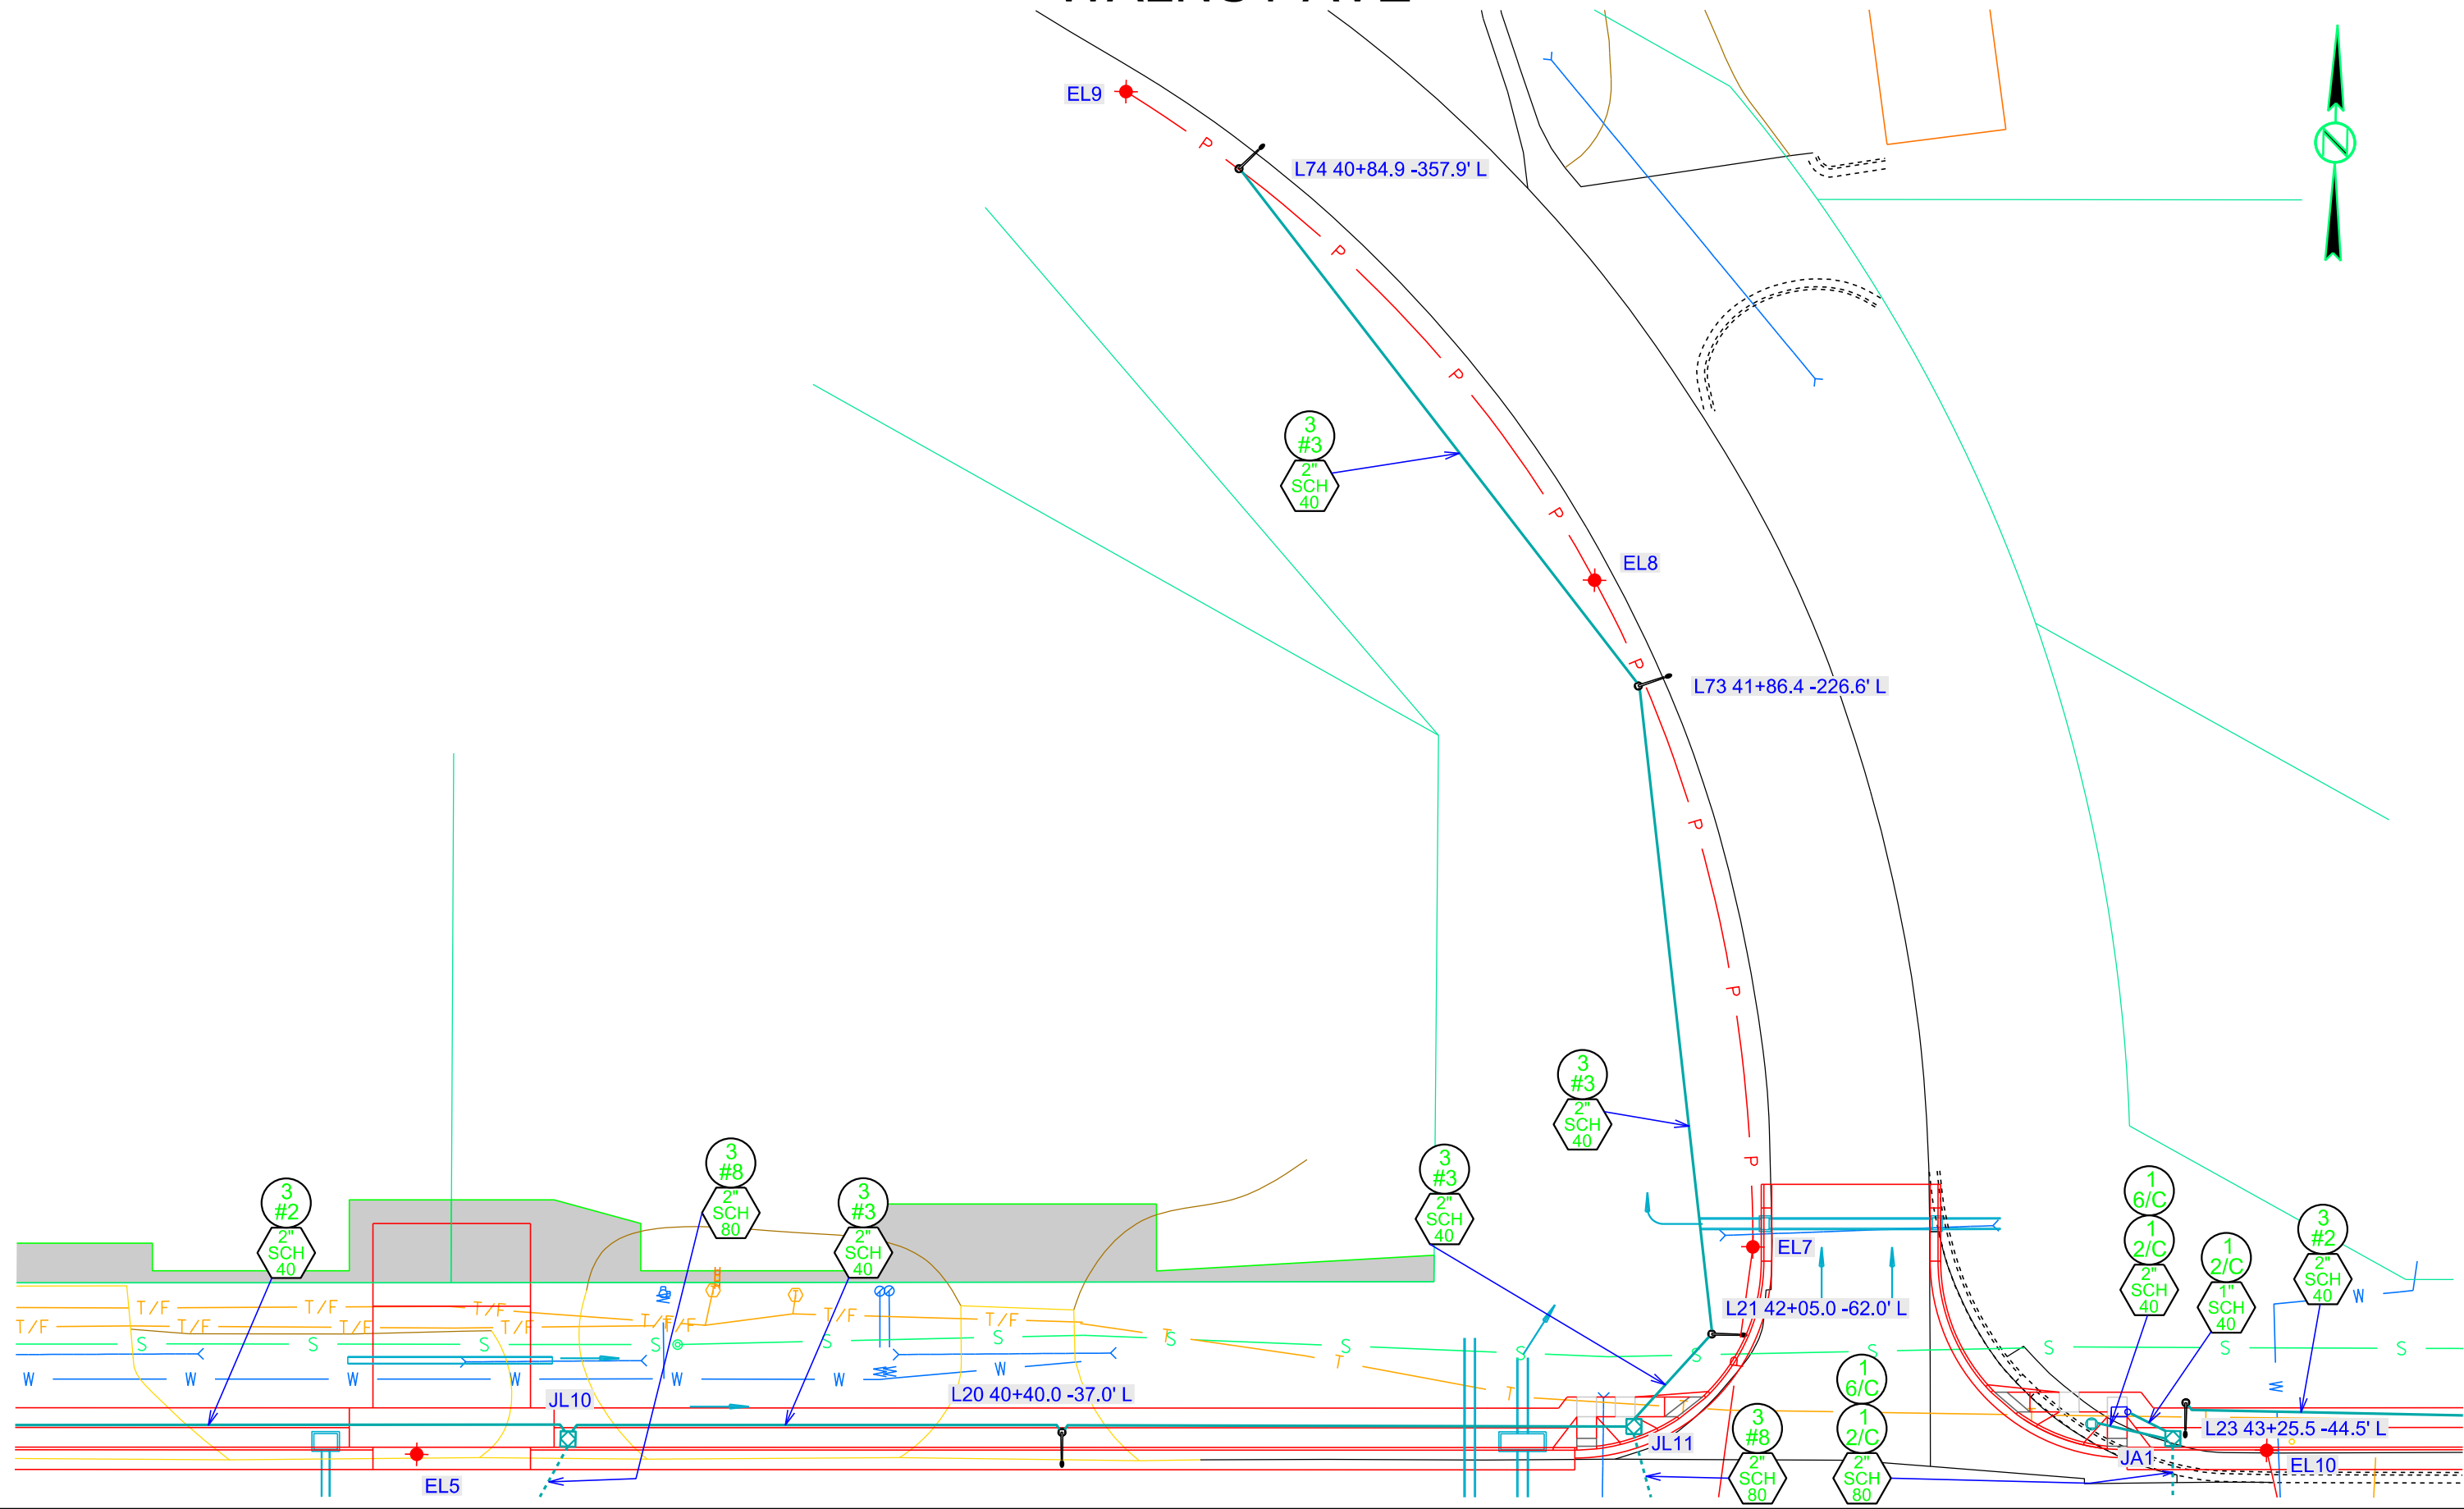 EL9
P
L74 40+84.9 -357.9' L
P
P
3
#3
2"
SCH
40
P
EL8
P
L73 41+86.4 -226.6' L
P
P
3
#3
2"
SCH
40
P
3
#8
2"
SCH
80
3
#3
2"
SCH
40
3
#2
2"
SCH
40
3
#3
2"
SCH
40
1
6/C
1
2/C
2"
SCH
40
1
2/C
1"
SCH
40
3
#2
2"
SCH
40
EL7
L21 42+05.0 -62.0' L
T/F T/F T/F T/F T/F T/F
T/F T/F T/F T/F T/F T
S S S S S S S S S S S S S S
T
W W W W W W W
W
P
JL10
L20 40+40.0 -37.0' L
T
T
T
1
6/C
1
2/C
2"
SCH
80
3
#8
2"
SCH
80
L23 43+25.5 -44.5' L
JL11
JA1
EL10
EL5